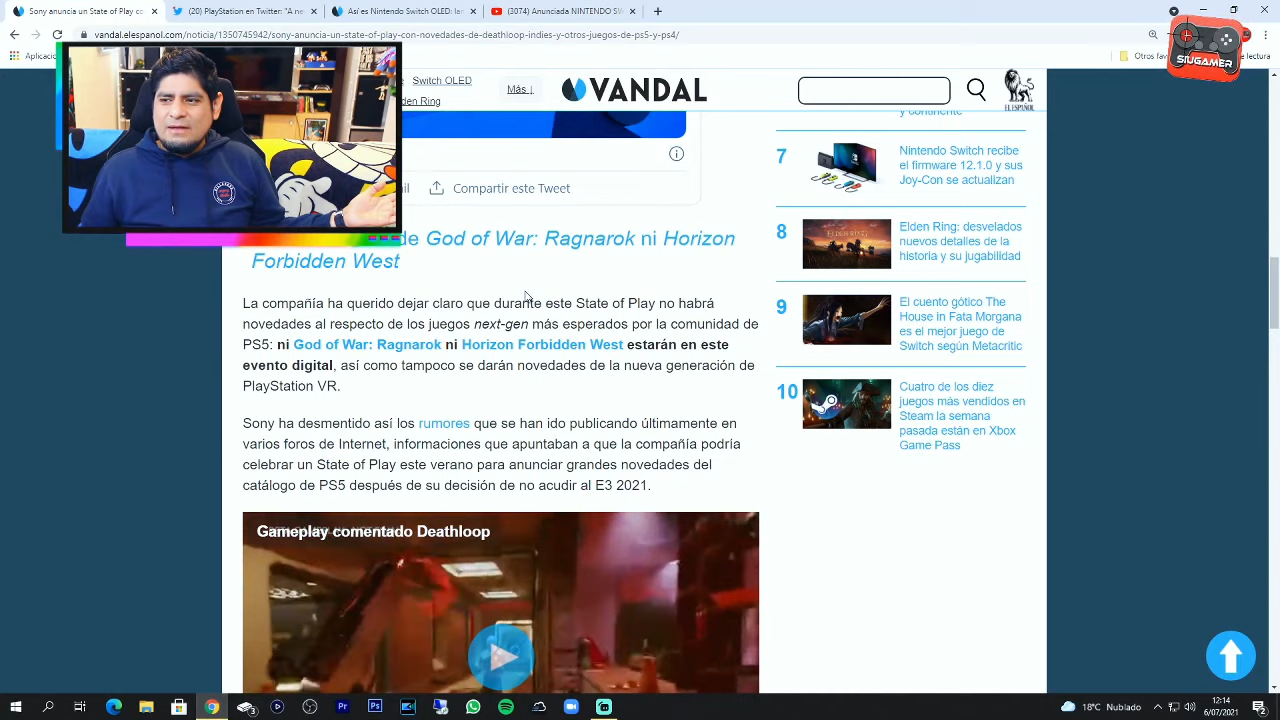 Sony anuncia un State of Play co
(20) PlayStation en Twitter: "A ne
Así es Nintendo Switch OLED: lan
(3074) Anunciada NINTENDO SW
vandal.elespanol.com/noticia/1350745942/sony-anuncia-un-state-of-play-con-novedades-de-deathloop-indies-y-otros-juegos-de-ps5-y-ps4/
Aplicacio
Otros fav
e lectura
SIUGAMER
Switch OLED
den Ring
Más ↓
VANDAL
EL ESPAÑOL
Compartir este Tweet
de God of War: Ragnarok ni Horizon
Forbidden West
La compañía ha querido dejar claro que durante este State of Play no habrá
novedades al respecto de los juegos next-gen más esperados por la comunidad de
PS5: ni God of War: Ragnarok ni Horizon Forbidden West estarán en este
evento digital, así como tampoco se darán novedades de la nueva generación de
PlayStation VR.
Sony ha desmentido así los rumores que se han ido publicando últimamente en
varios foros de Internet, informaciones que apuntaban a que la compañía podría
celebrar un State of Play este verano para anunciar grandes novedades del
catálogo de PS5 después de su decisión de no acudir al E3 2021.
Gameplay comentado Deathloop
y continente
7
Nintendo Switch recibe
el firmware 12.1.0 y sus
Joy-Con se actualizan
8
Elden Ring: desvelados
nuevos detalles de la
historia y su jugabilidad
9
El cuento gótico The
House in Fata Morgana
es el mejor juego de
Switch según Metacritic
10
Cuatro de los diez
juegos más vendidos en
Steam la semana
pasada están en Xbox
Game Pass
18°C Nublado
12:14
6/07/2021